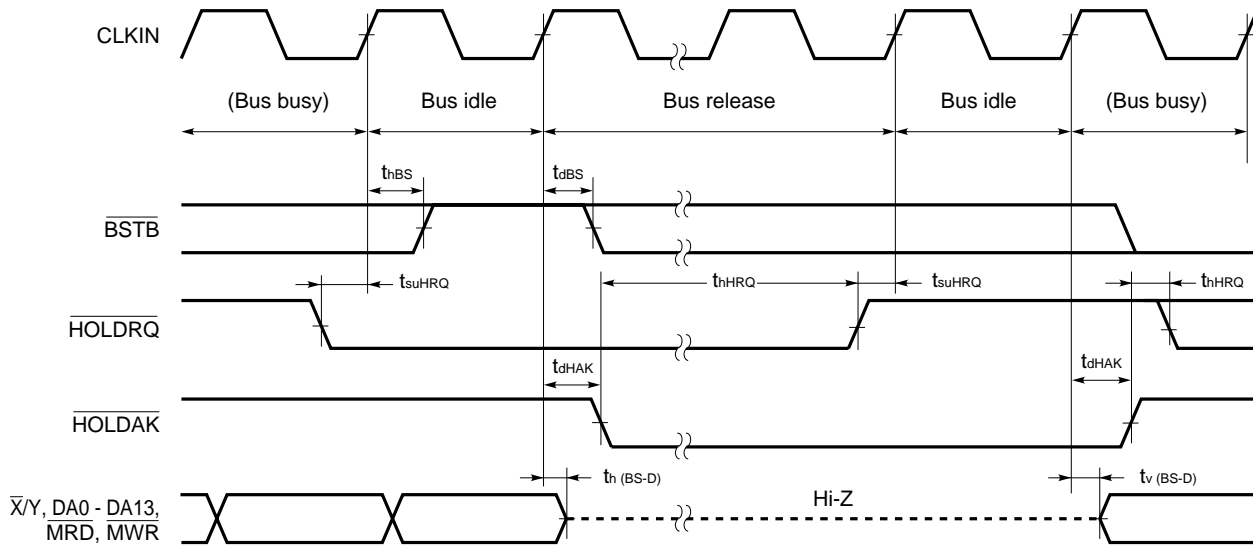 CLKIN
(Bus busy) Bus idle Bus release Bus idle (Bus busy)
thBS tdBS
BSTB
tsuHRQ thHRQ tsuHRQ thHRQ
HOLDRQ
tdHAK tdHAK
HOLDAK
th (BS-D) tv (BS-D)
X/Y, DA0 - DA13,
MRD, MWR
Hi-Z